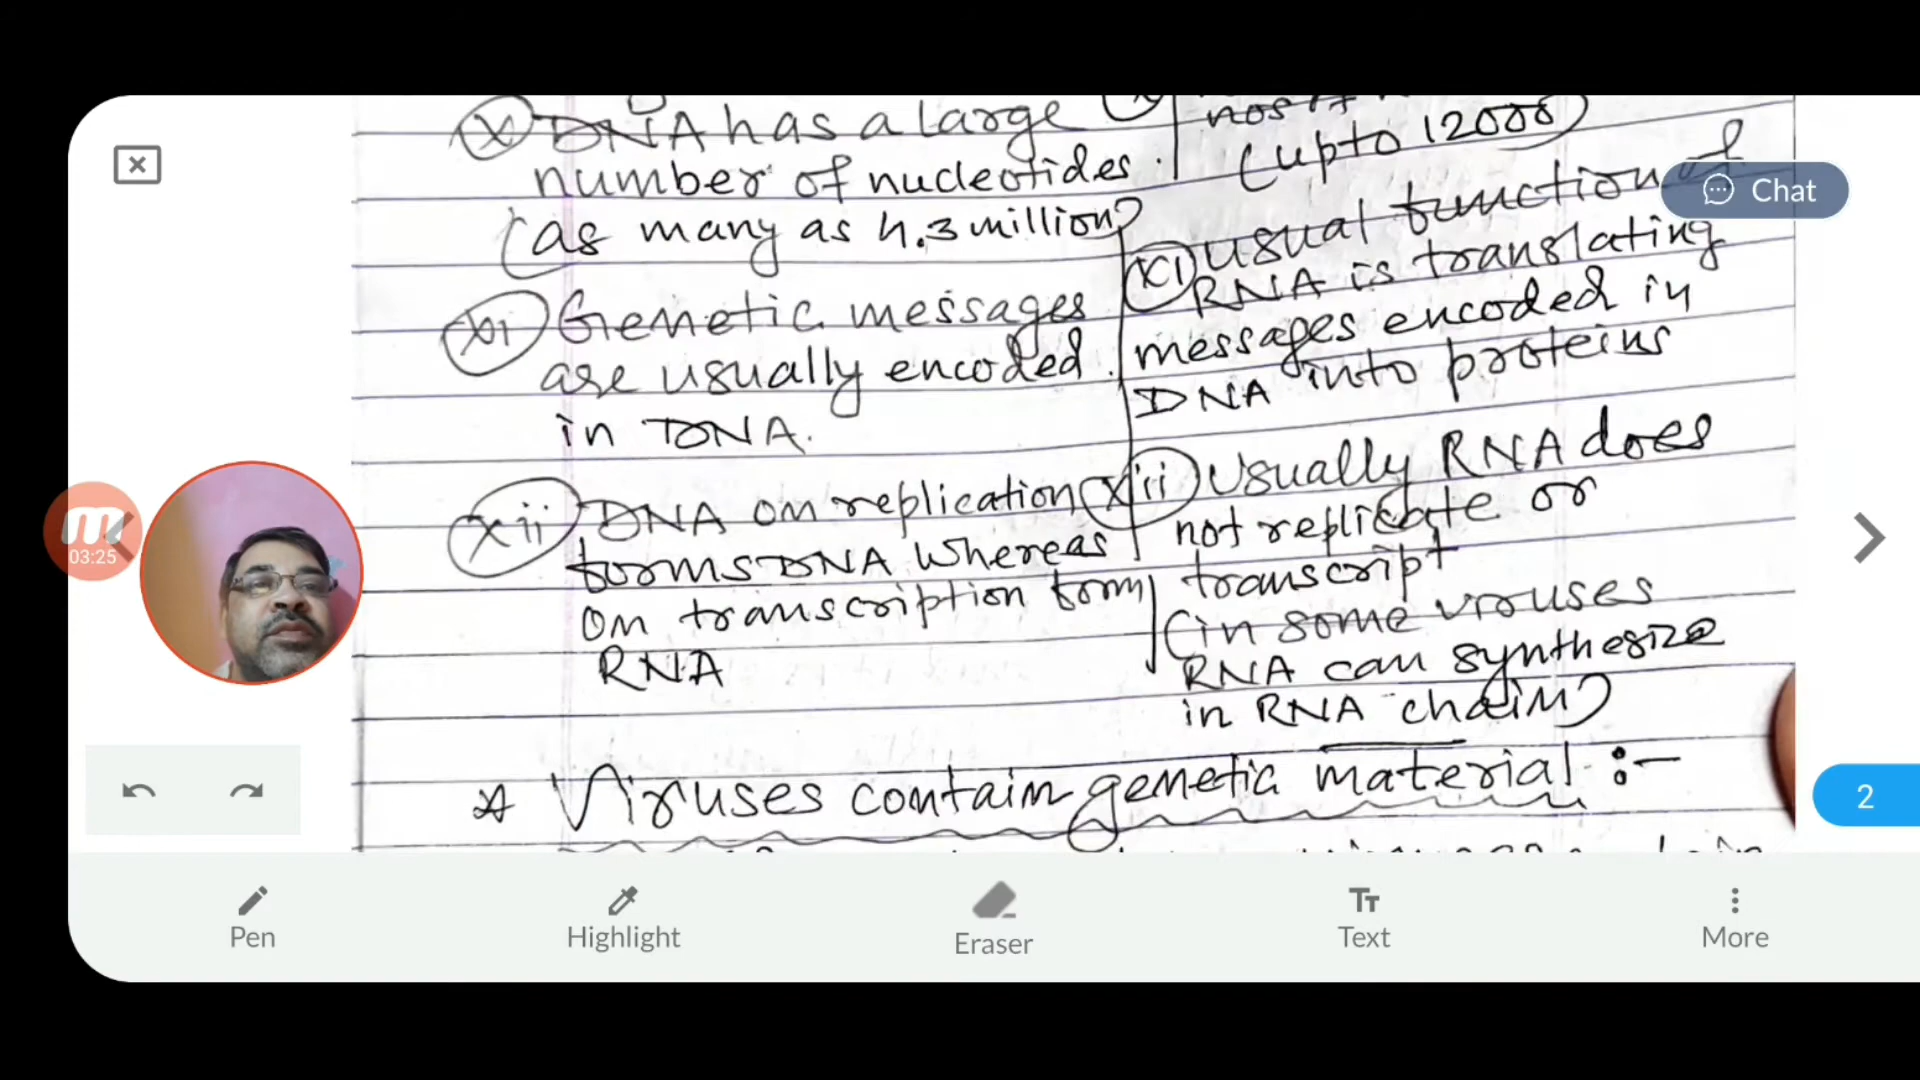 x DNA has a large
number of nucleotides
(as many as 4.3 million)
xi Genetic messages
are usually encoded
in DNA.
xii DNA on replication
forms DNA whereas
on transcription form
RNA
(upto 12000)
xi usual function of
RNA is translating
messages encoded in
DNA into proteins
xii Usually RNA does
not replicate or
transcript
(in some viruses
RNA can synthesize
in RNA chain)
Viruses contain genetic material :-
Chat
03:25
2
Pen
Highlight
Eraser
Text
More